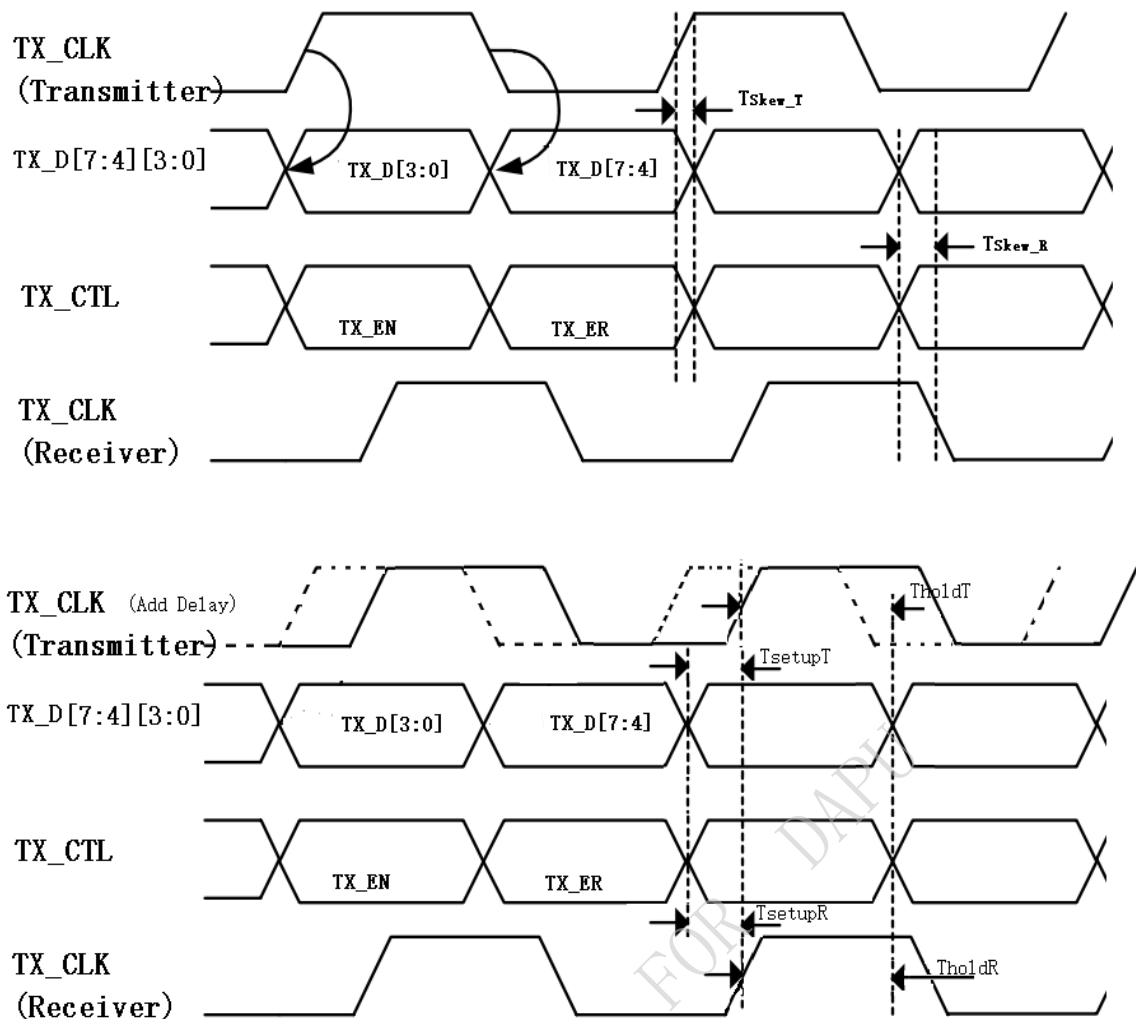 TX_CLK
(Transmitter)
Tskew_T
TX_D[7:4][3:0]
TX_D[3:0]
TX_D[7:4]
Tskew_R
TX_CTL
TX_EN
TX_ER
TX_CLK
(Receiver)
TX_CLK (Add Delay)
(Transmitter)
TholdT
TsetupT
TX_D[7:4][3:0]
TX_D[3:0]
TX_D[7:4]
TX_CTL
TX_EN
TX_ER
TsetupR
TX_CLK
(Receiver)
TholdR
FOR DAPU